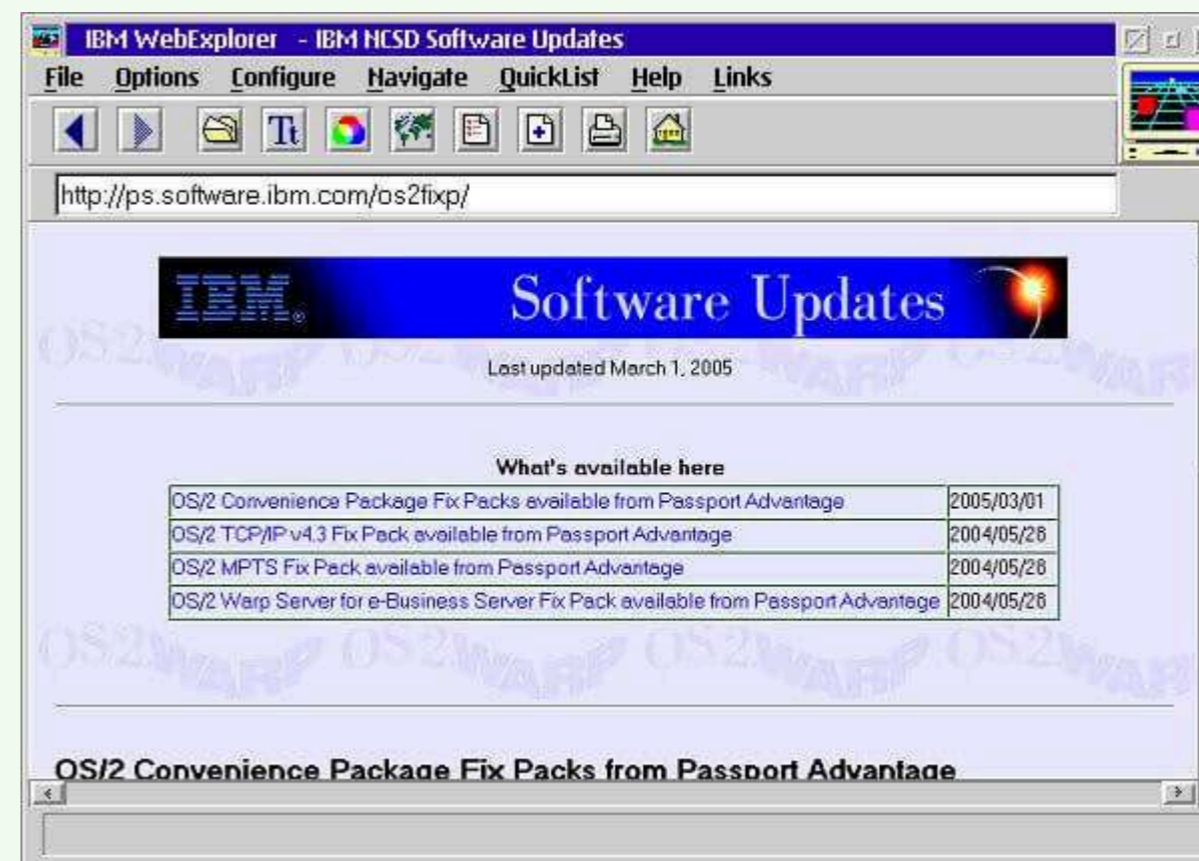 IBM WebExplorer - IBM NCSD Software Updates
File Options Configure Navigate QuickList Help Links
Tt
http://ps.software.ibm.com/os2fixp/
IBM® Software Updates
Last updated March 1, 2005
What's available here
OS/2 Convenience Package Fix Packs available from Passport Advantage 2005/03/01
OS/2 TCP/IP v4.3 Fix Pack available from Passport Advantage 2004/05/28
OS/2 MPTS Fix Pack available from Passport Advantage 2004/05/28
OS/2 Warp Server for e-Business Server Fix Pack available from Passport Advantage 2004/05/28
OS/2 Convenience Package Fix Packs from Passport Advantage